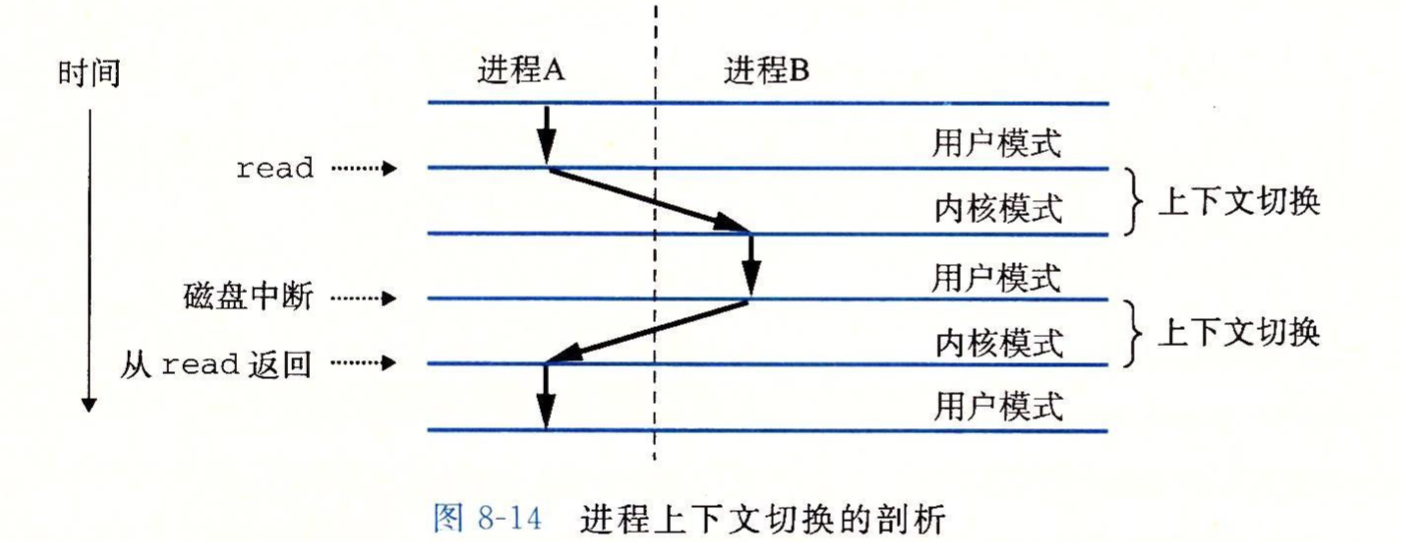 时间
进程A
进程B
用户模式
read
内核模式
上下文切换
用户模式
磁盘中断
内核模式
上下文切换
从 read 返回
用户模式
图 8-14 进程上下文切换的剖析